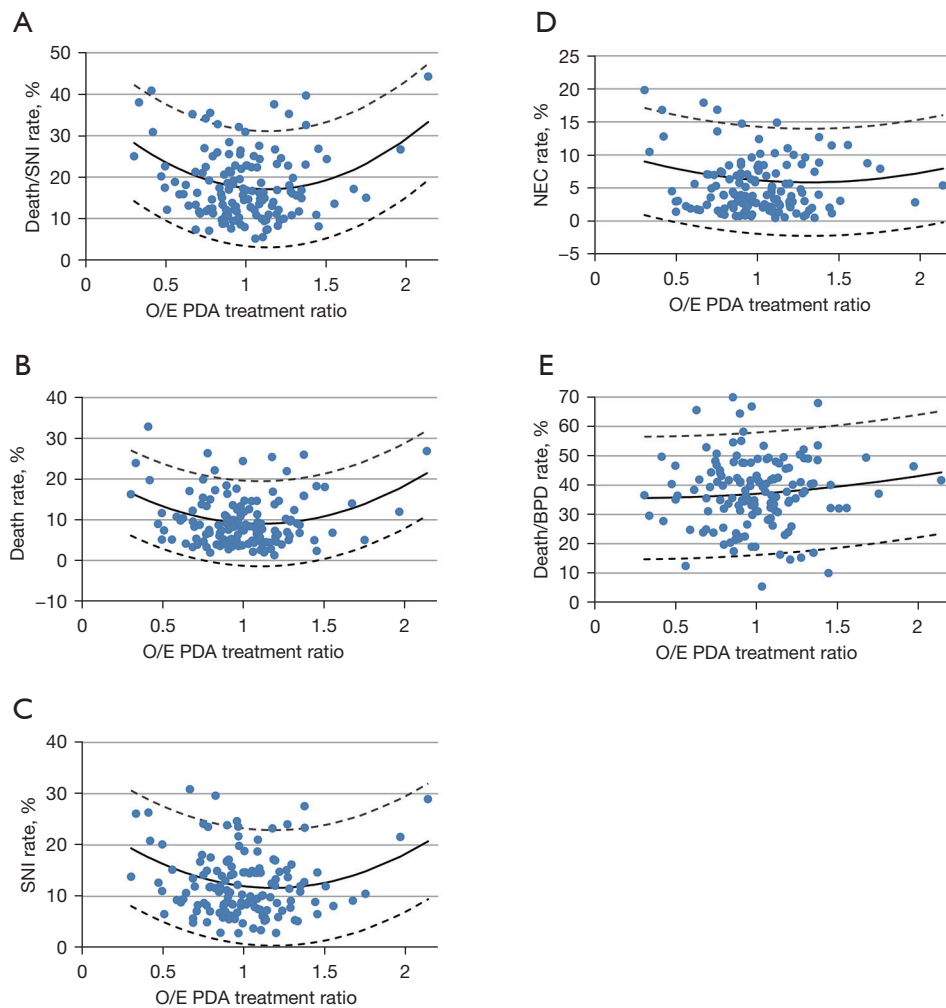 A
50
40
30
20
10
0
Death/SNI rate, %
0 0.5 1 1.5 2
O/E PDA treatment ratio
B
40
30
20
10
0
−10
Death rate, %
0 0.5 1 1.5 2
O/E PDA treatment ratio
C
40
30
20
10
0
SNI rate, %
0 0.5 1 1.5 2
O/E PDA treatment ratio
D
25
20
15
10
5
0
−5
NEC rate, %
0 0.5 1 1.5 2
O/E PDA treatment ratio
E
70
60
50
40
30
20
10
0
Death/BPD rate, %
0 0.5 1 1.5 2
O/E PDA treatment ratio